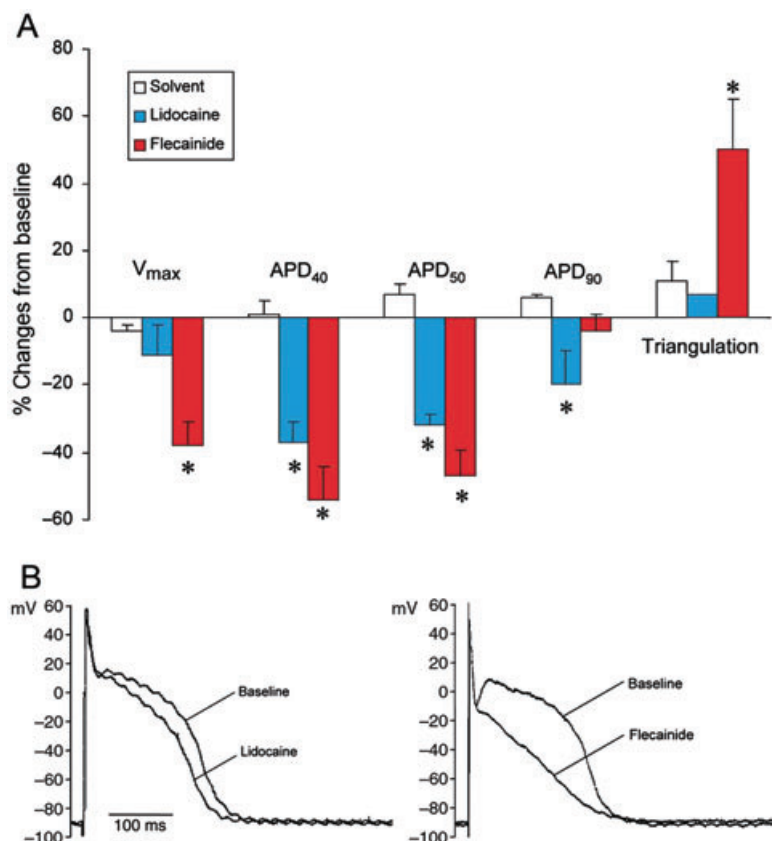 A
% Changes from baseline
80
60
40
20
0
−20
−40
−60
Solvent
Lidocaine
Flecainide
Vmax
APD40
APD50
APD90
Triangulation
*
*
*
*
*
*
*
B
mV
60
40
20
0
−20
−40
−60
−80
−100
Baseline
Lidocaine
100 ms
mV
60
40
20
0
−20
−40
−60
−80
−100
Baseline
Flecainide